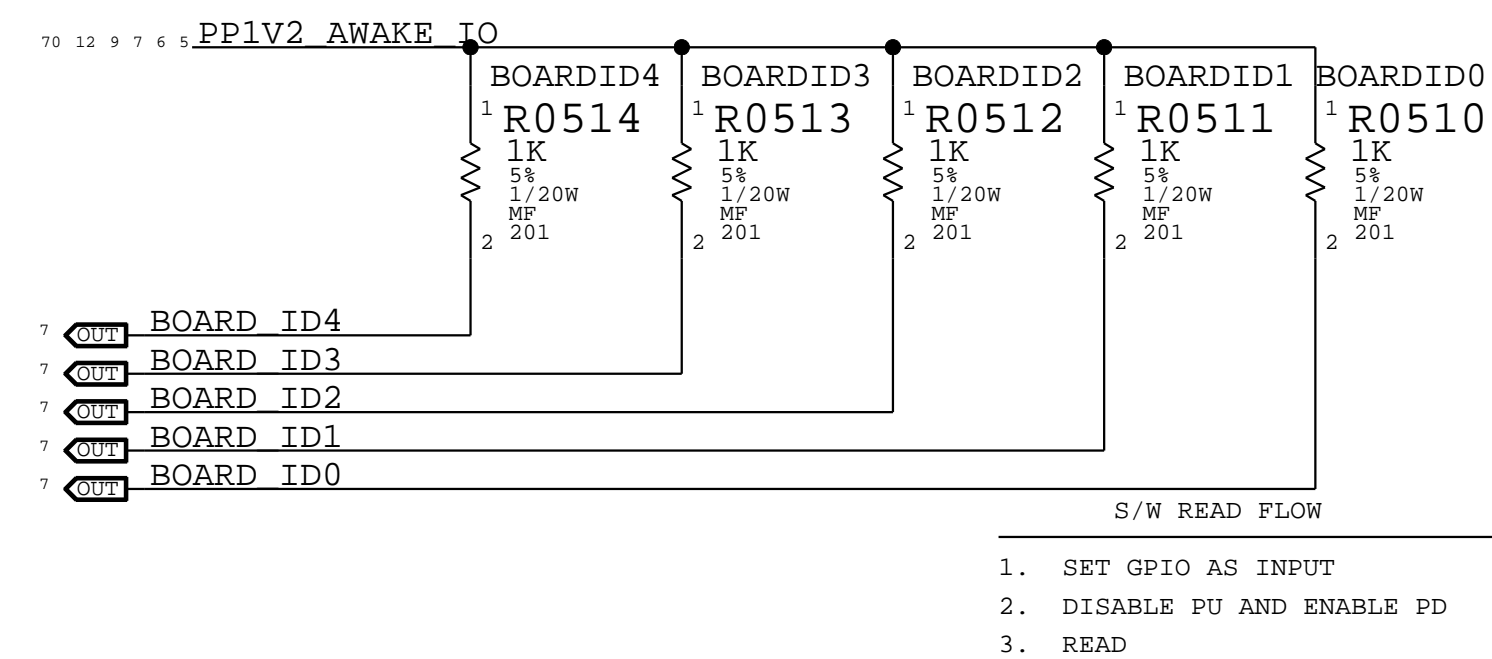 70 12 9 7 6 5 PP1V2_AWAKE_IO
BOARDID4 BOARDID3 BOARDID2 BOARDID1 BOARDID0
1 R0514 1 R0513 1 R0512 1 R0511 1 R0510
1K 1K 1K 1K 1K
5% 5% 5% 5% 5%
1/20W 1/20W 1/20W 1/20W 1/20W
MF MF MF MF MF
2 201 2 201 2 201 2 201 2 201
7 OUT BOARD_ID4
7 OUT BOARD_ID3
7 OUT BOARD_ID2
7 OUT BOARD_ID1
7 OUT BOARD_ID0
S/W READ FLOW
1. SET GPIO AS INPUT
2. DISABLE PU AND ENABLE PD
3. READ